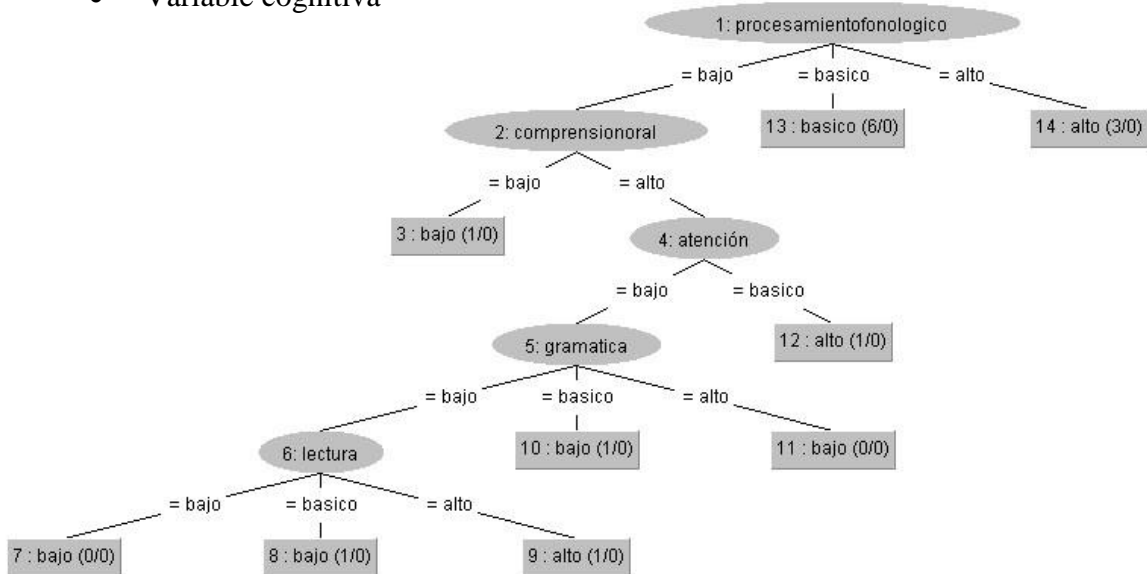 • Variable cognitiva
1: procesamientofonologico
= bajo
= basico
= alto
2: comprensionoral
13 : basico (6/0)
14 : alto (3/0)
= bajo
= alto
3 : bajo (1/0)
4: atención
= bajo
= basico
5: gramatica
12 : alto (1/0)
= bajo
= basico
= alto
6: lectura
10 : bajo (1/0)
11 : bajo (0/0)
= bajo
= basico
= alto
7 : bajo (0/0)
8 : bajo (1/0)
9 : alto (1/0)